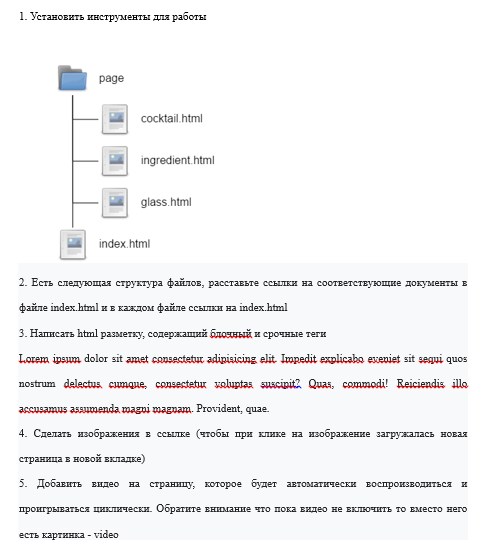 1. Установить инструменты для работы
page
cocktail.html
ingredient.html
glass.html
index.html
2. Есть следующая структура файлов, расставьте ссылки на соответствующие документы в
файле index.html и в каждом файле ссылки на index.html
3. Написать html разметку, содержащий блочный и срочные теги
Lorem ipsum dolor sit amet consectetur adipisicing elit. Impedit explicabo eveniet sit sequi quos
nostrum delectus cumque, consectetur voluptas suscipit? Quas, commodi! Reiciendis illo
accusamus assumenda magni magnam. Provident, quae.
4. Сделать изображения в ссылке (чтобы при клике на изображение загружалась новая
страница в новой вкладке)
5. Добавить видео на страницу, которое будет автоматически воспроизводиться и
проигрываться циклически. Обратите внимание что пока видео не включить то вместо него
есть картинка - video